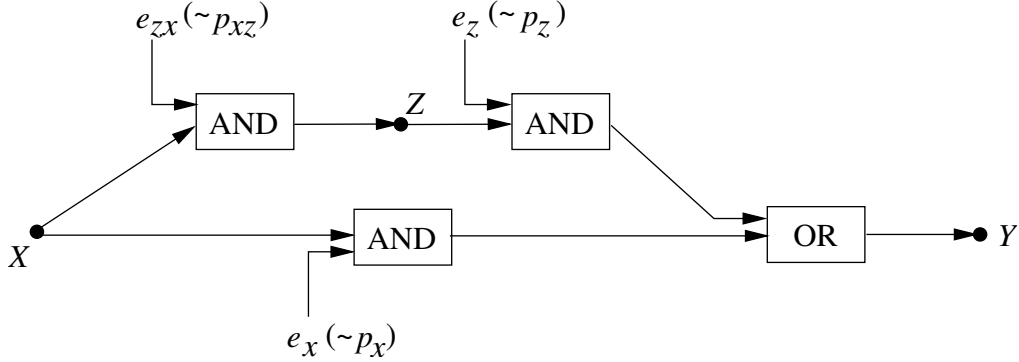 e_zx (~ p_xz)
e_z (~ p_z)
Z
AND
AND
X
AND
OR
Y
e_x (~ p_x)